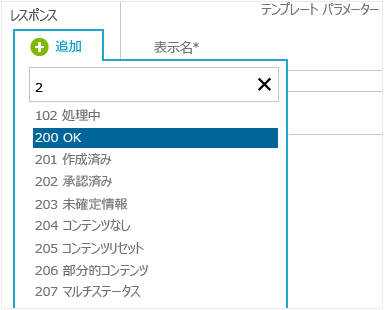 レスポンス
テンプレート パラメーター
追加
表示名*
2
102 処理中
200 OK
201 作成済み
202 承認済み
203 未確定情報
204 コンテンツなし
205 コンテンツリセット
206 部分的コンテンツ
207 マルチステータス